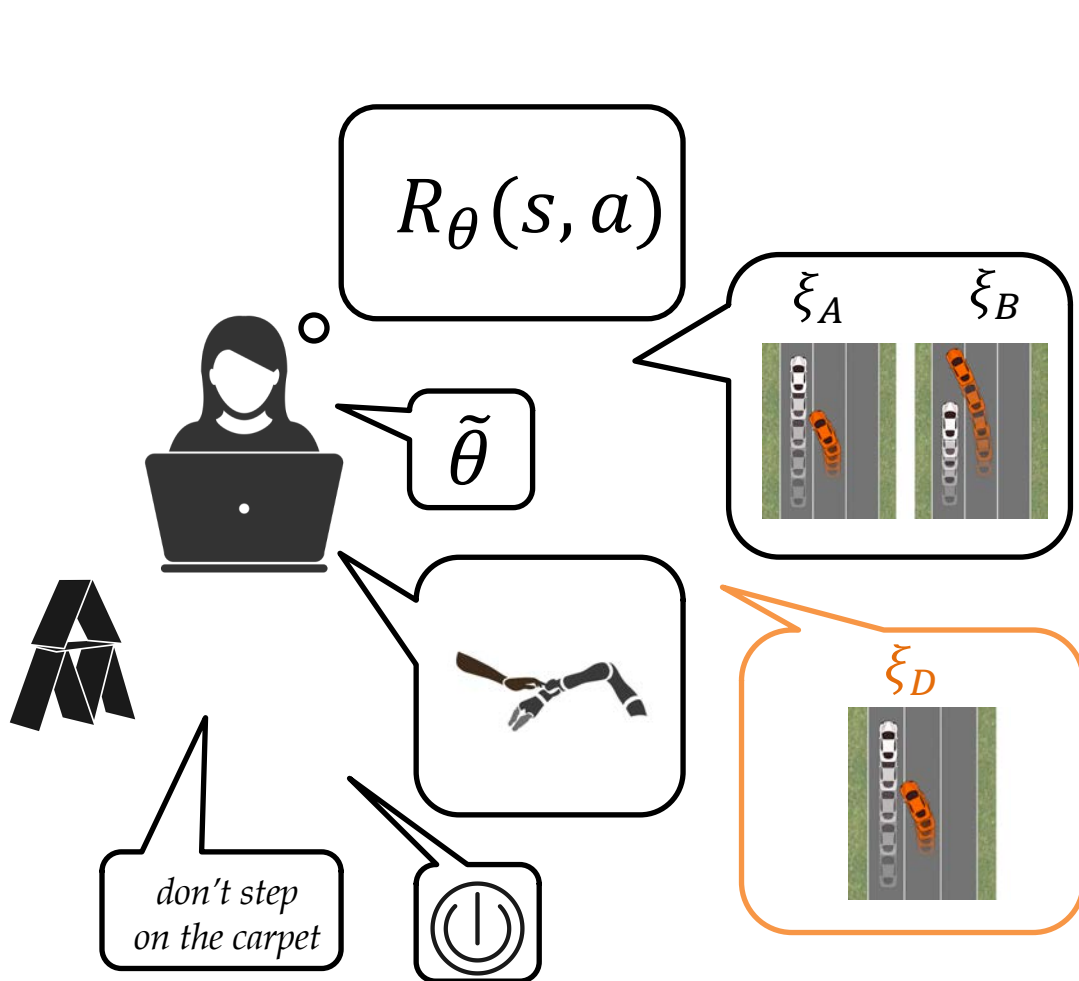 R_θ(s, a)
ξ_A
ξ_B
θ̃
ξ_D
don't step
on the carpet